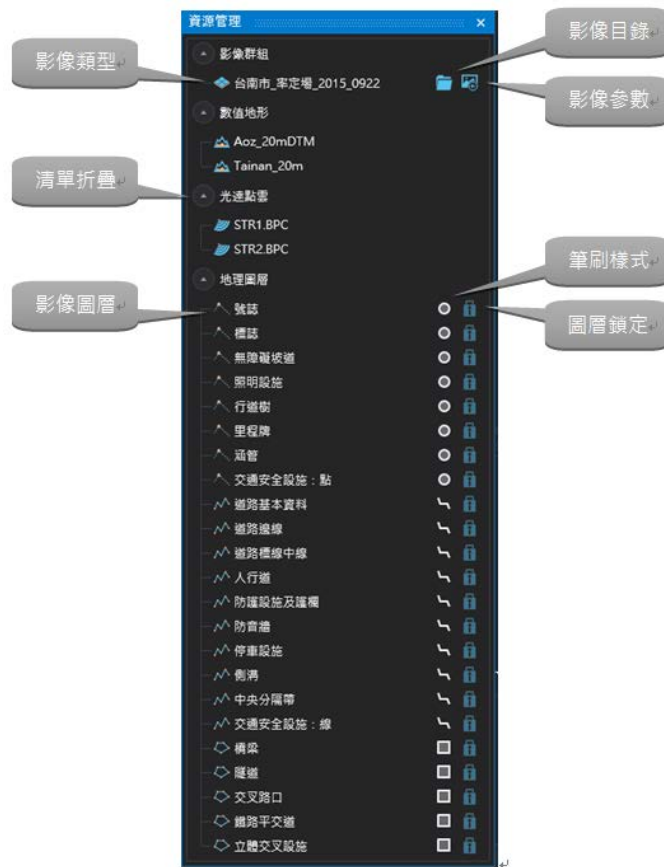 資源管理
影像群組
台南市_率定場_2015_0922
數值地形
Aoz_20mDTM
Tainan_20m
光達點雲
STR1.BPC
STR2.BPC
地理圖層
號誌
標誌
無障礙坡道
照明設施
行道樹
里程牌
涵管
交通安全設施：點
道路基本資料
道路邊線
道路標線中線
人行道
防護設施及護欄
防音牆
停車設施
側溝
中央分隔帶
交通安全設施：線
橋梁
隧道
交叉路口
鐵路平交道
立體交叉設施
影像類型
清單折疊
影像圖層
影像目錄
影像參數
筆刷樣式
圖層鎖定